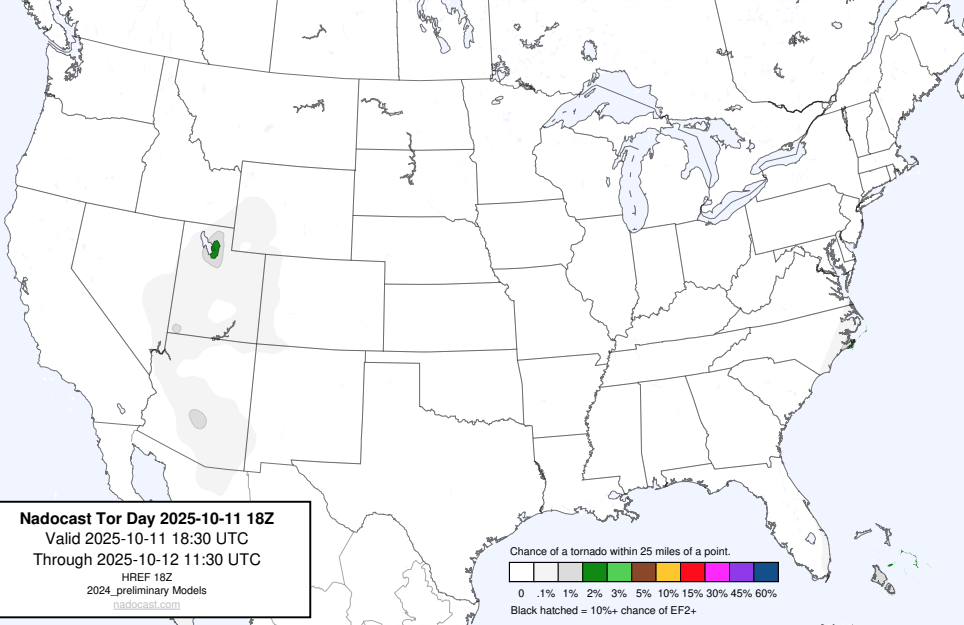 Nadocast Tor Day 2025-10-11 18Z
Valid 2025-10-11 18:30 UTC
Through 2025-10-12 11:30 UTC
HREF 18Z
2024_preliminary Models
nadocast.com
Chance of a tornado within 25 miles of a point.
0 .1% 1% 2% 3% 5% 10% 15% 30% 45% 60%
Black hatched = 10%+ chance of EF2+